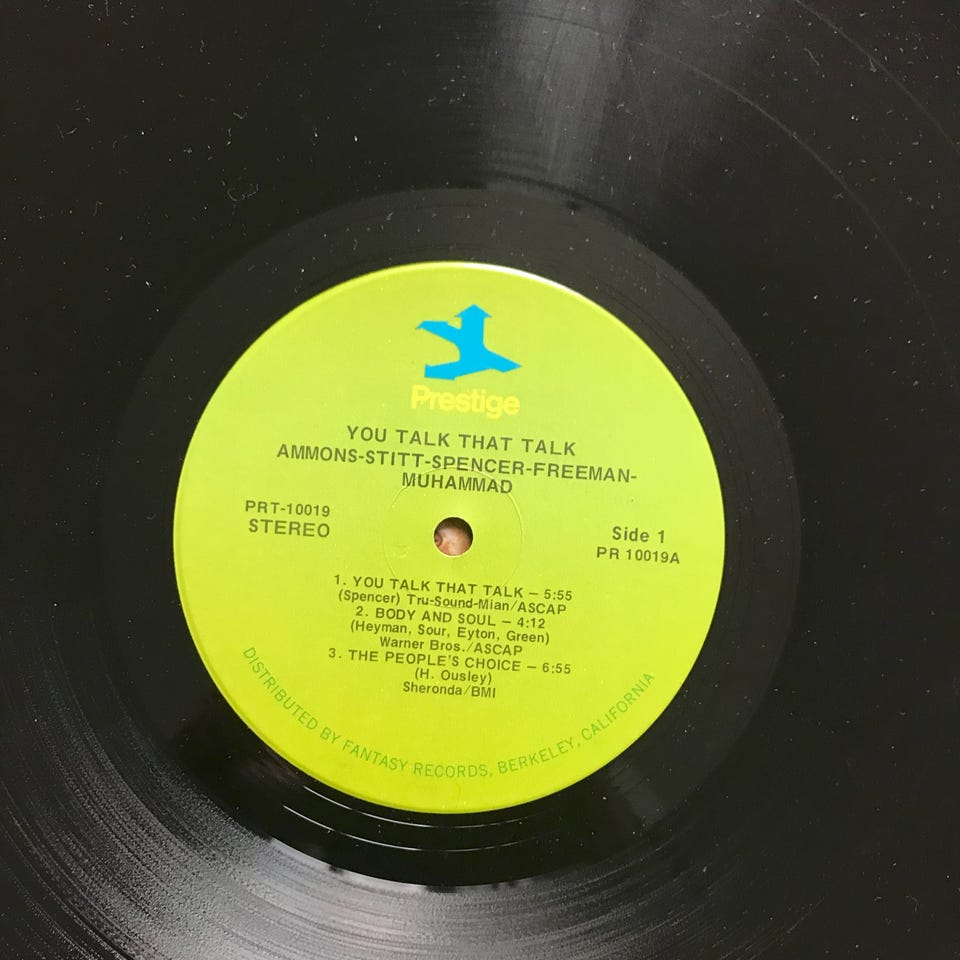 Prestige
YOU TALK THAT TALK
AMMONS-STITT-SPENCER-FREEMAN-
MUHAMMAD
PRT-10019
STEREO
Side 1
PR 10019A
1. YOU TALK THAT TALK — 5:55
(Spencer) Tru-Sound-Mian/ASCAP
2. BODY AND SOUL — 4:12
(Heyman, Sour, Eyton, Green)
Warner Bros./ASCAP
3. THE PEOPLE'S CHOICE — 6:55
(H. Ousley)
Sheronda/BMI
DISTRIBUTED BY FANTASY RECORDS, BERKELEY, CALIFORNIA